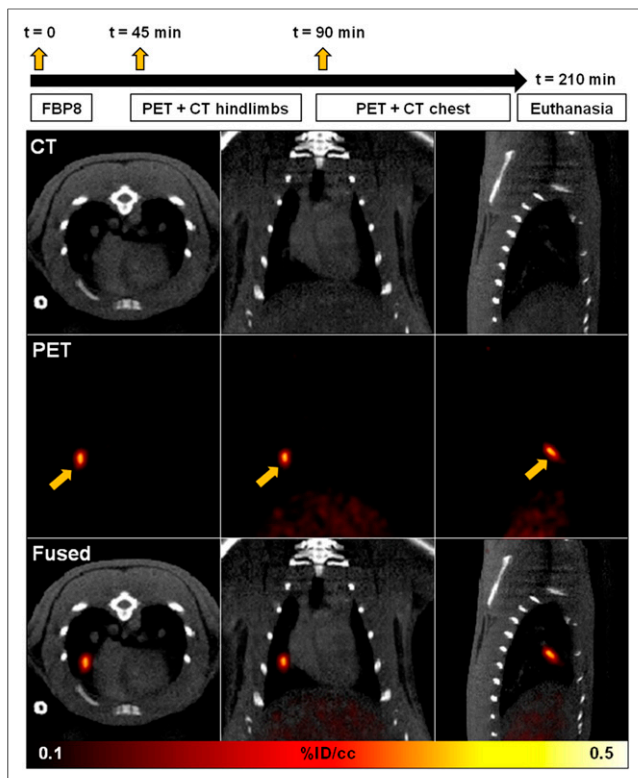 t = 0 t = 45 min t = 90 min
t = 210 min
FBP8 PET + CT hindlimbs PET + CT chest Euthanasia
CT
PET
Fused
0.1 %ID/cc 0.5